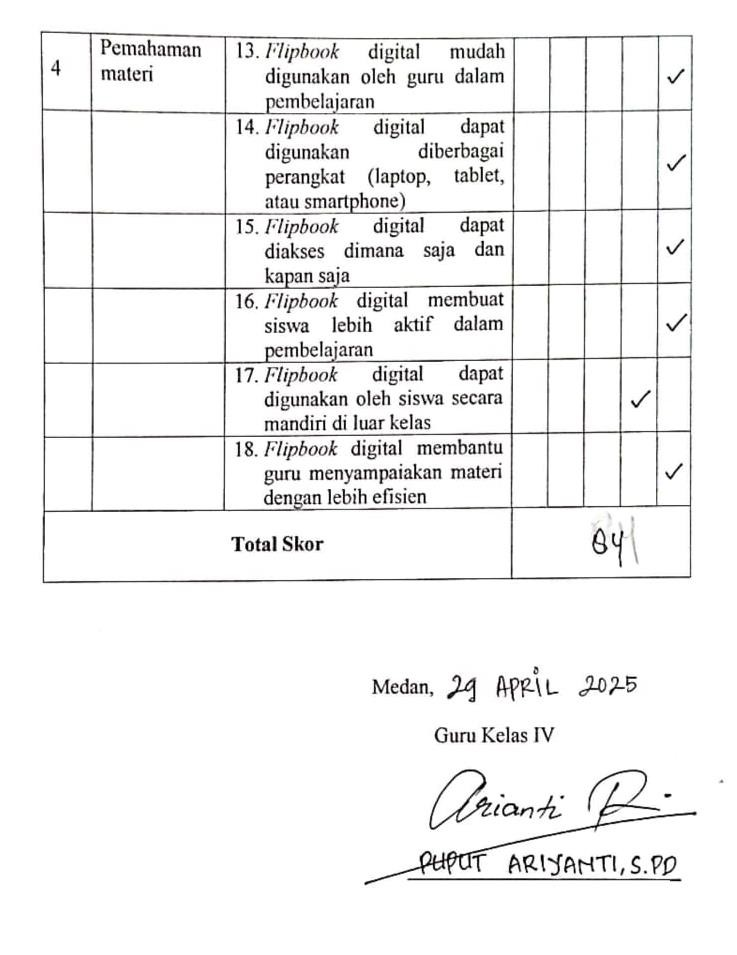 4 Pemahaman 13. Flipbook digital mudah
materi digunakan oleh guru dalam
pembelajaran ✓
14. Flipbook digital dapat
digunakan diberbagai
perangkat (laptop, tablet, ✓
atau smartphone)
15. Flipbook digital dapat
diakses dimana saja dan ✓
kapan saja
16. Flipbook digital membuat
siswa lebih aktif dalam ✓
pembelajaran
17. Flipbook digital dapat
digunakan oleh siswa secara ✓
mandiri di luar kelas
18. Flipbook digital membantu
guru menyampaiakan materi ✓
dengan lebih efisien
Total Skor 84
Medan, 29 APRIL 2025
Guru Kelas IV
Arianti R.
PUPUT ARIYANTI, S.PD